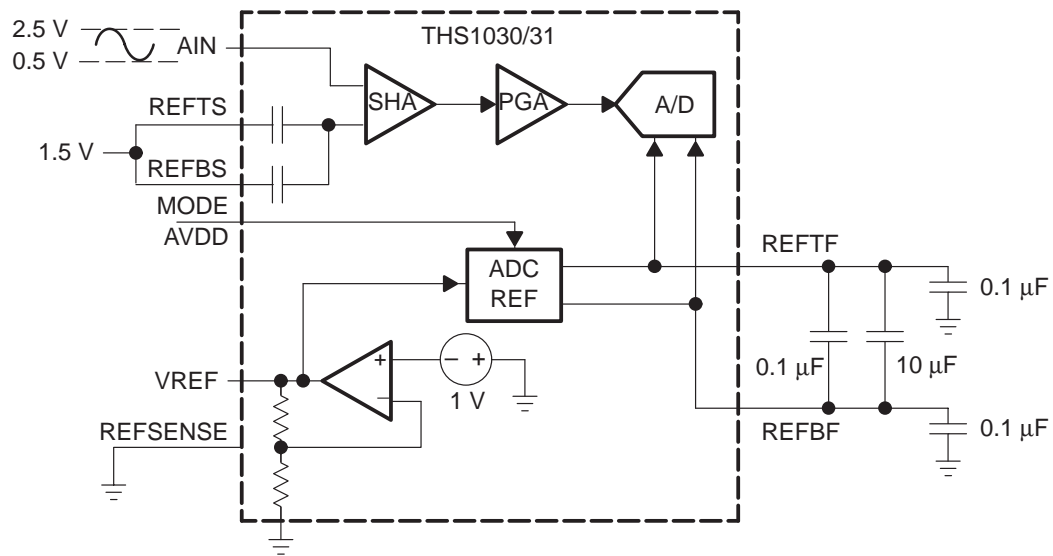 THS1030/31
2.5 V
0.5 V
AIN
SHA
PGA
A/D
REFTS
1.5 V
REFBS
MODE
AVDD
ADC
REF
REFTF
0.1 μF
0.1 μF
10 μF
VREF
+
−
− +
1 V
REFSENSE
REFBF
0.1 μF